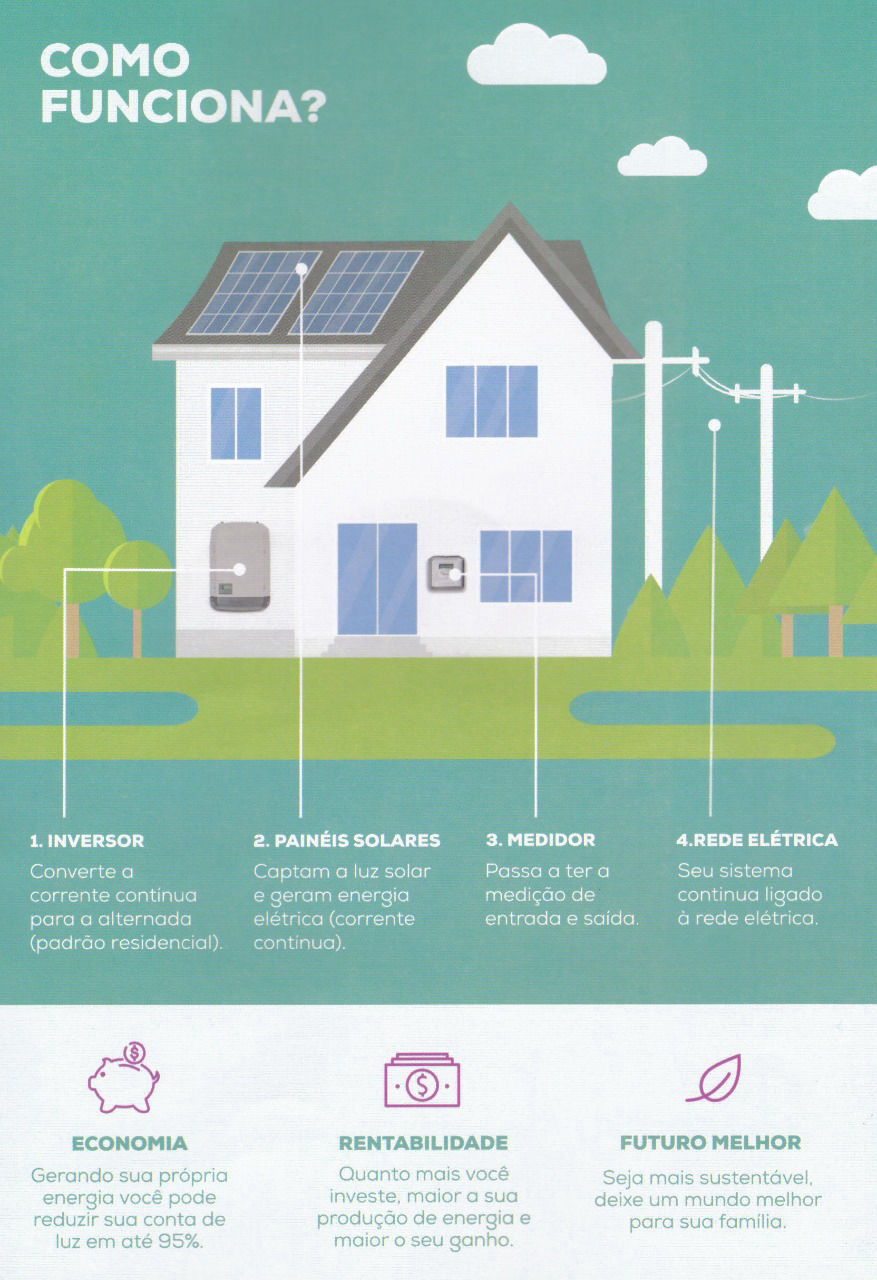 COMO
FUNCIONA?
1. INVERSOR
Converte a
corrente contínua
para a alternada
(padrão residencial).
2. PAINÉIS SOLARES
Captam a luz solar
e geram energia
elétrica (corrente
contínua).
3. MEDIDOR
Passa a ter a
medição de
entrada e saída.
4.REDE ELÉTRICA
Seu sistema
continua ligado
à rede elétrica.
ECONOMIA
Gerando sua própria
energia você pode
reduzir sua conta de
luz em até 95%.
RENTABILIDADE
Quanto mais você
investe, maior a sua
produção de energia e
maior o seu ganho.
FUTURO MELHOR
Seja mais sustentável,
deixe um mundo melhor
para sua família.